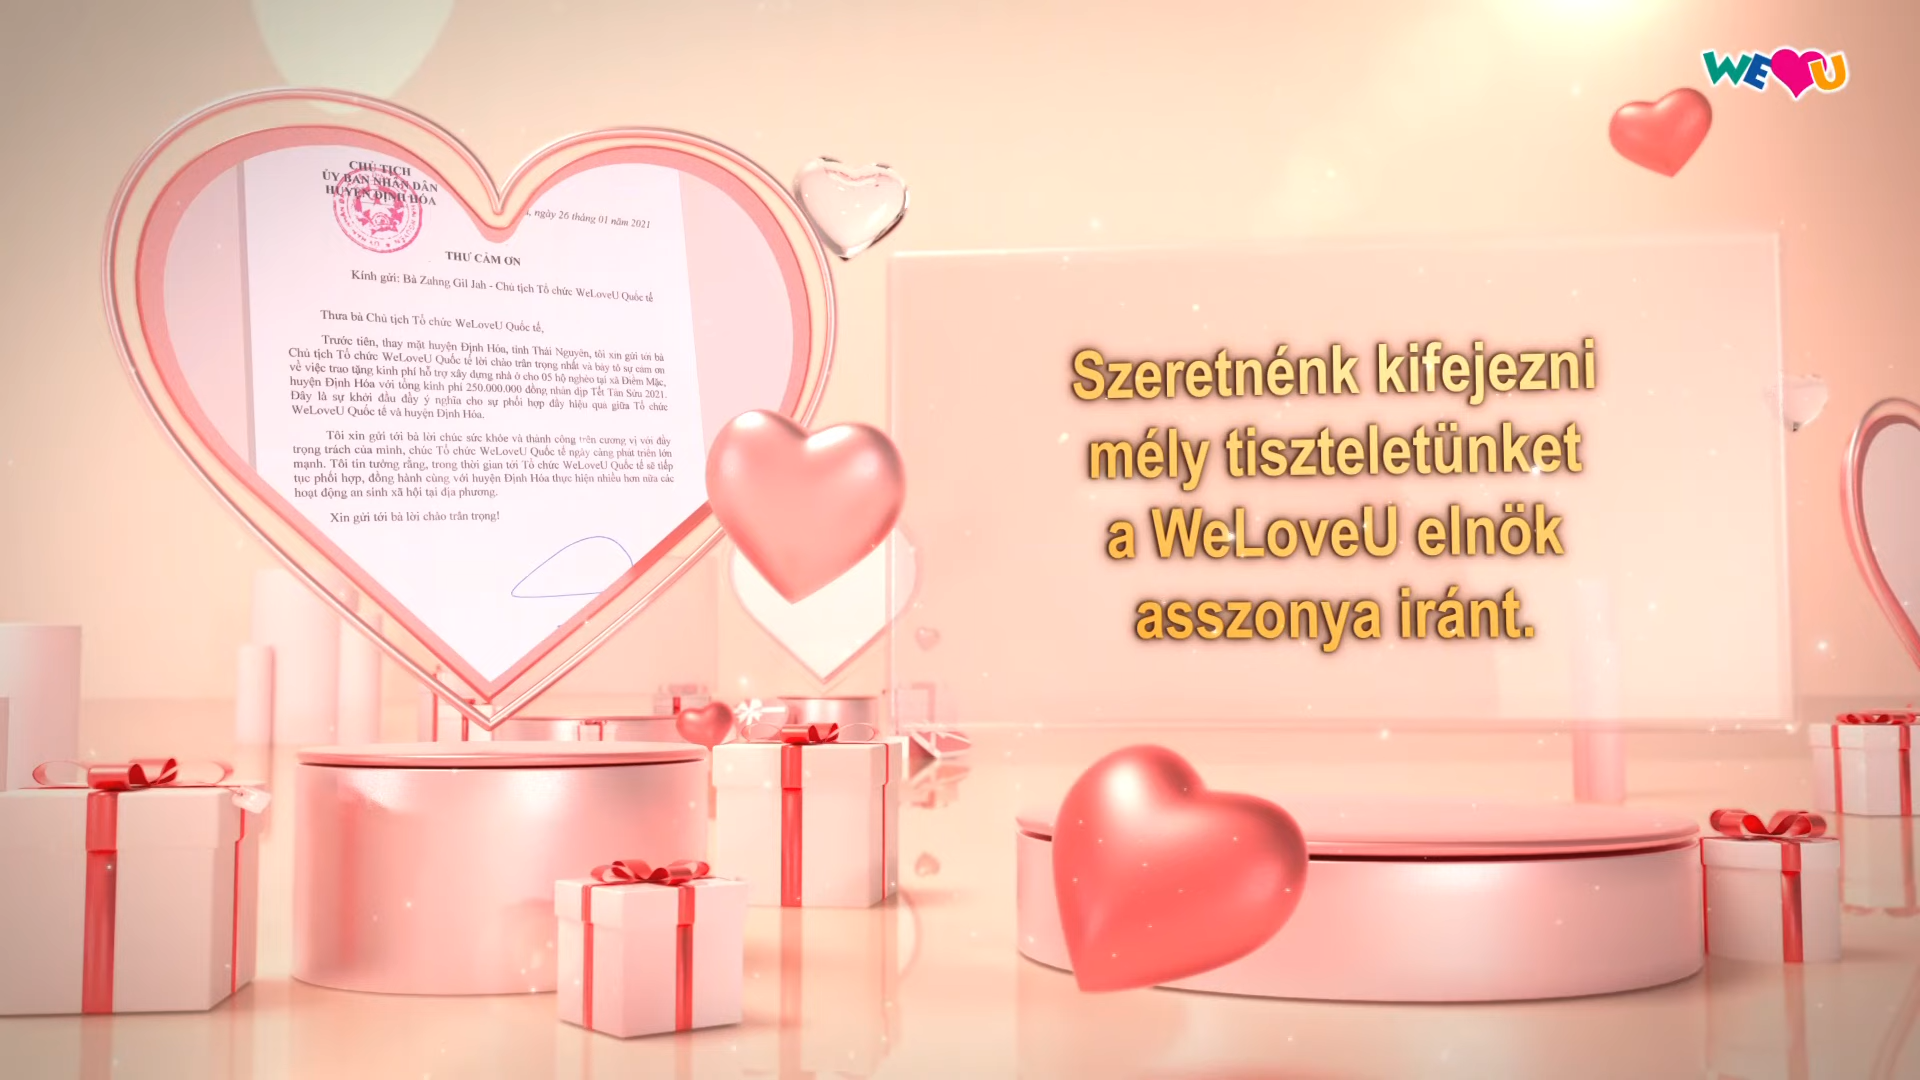 CHỦ TỊCH
ỦY BAN NHÂN DÂN
HUYỆN ĐỊNH HÓA
ngày 26 tháng 01 năm 2021
THƯ CẢM ƠN
Kính gửi: Bà Zahng Gil Jah - Chủ tịch Tổ chức WeLoveU Quốc tế
Thưa bà Chủ tịch Tổ chức WeLoveU Quốc tế,
Trước tiên, thay mặt huyện Định Hóa, tỉnh Thái Nguyên, tôi xin gửi tới bà
Chủ tịch Tổ chức WeLoveU Quốc tế lời chào trân trọng nhất và bày tỏ sự cảm ơn
về việc trao tặng kinh phí hỗ trợ xây dựng nhà ở cho 05 hộ nghèo tại xã Điềm Mặc,
huyện Định Hóa với tổng kinh phí 250.000.000 đồng nhân dịp Tết Tân Sửu 2021.
Đây là sự khởi đầu đầy ý nghĩa cho sự phối hợp đầy hiệu quả giữa Tổ chức
WeLoveU Quốc tế và huyện Định Hóa.
Tôi xin gửi tới bà lời chúc sức khỏe và thành công trên cương vị với đầy
trọng trách của mình, chúc Tổ chức WeLoveU Quốc tế ngày càng phát triển lớn
mạnh. Tôi tin tưởng rằng, trong thời gian tới Tổ chức WeLoveU Quốc tế sẽ tiếp
tục phối hợp, đồng hành cùng với huyện Định Hóa thực hiện nhiều hơn nữa các
hoạt động an sinh xã hội tại địa phương.
Xin gửi tới bà lời chào trân trọng!
WE U
Szeretnénk kifejezni
mély tiszteletünket
a WeLoveU elnök
asszonya iránt.